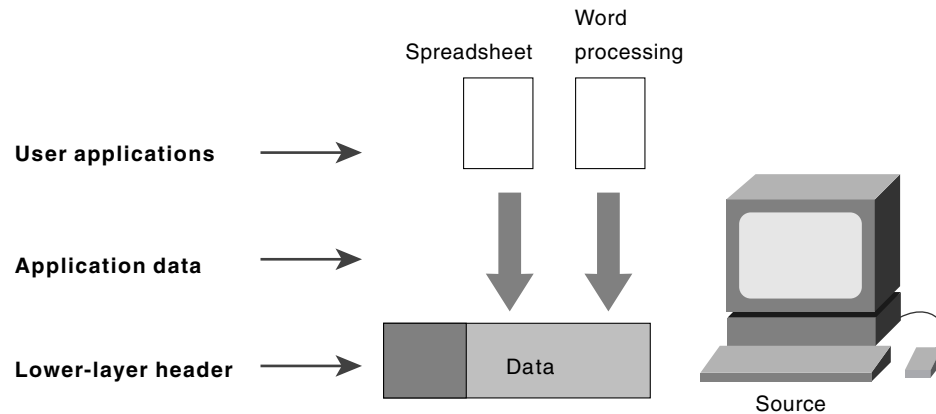 Word
Spreadsheet processing
User applications
Application data
Lower-layer header
Data
Source